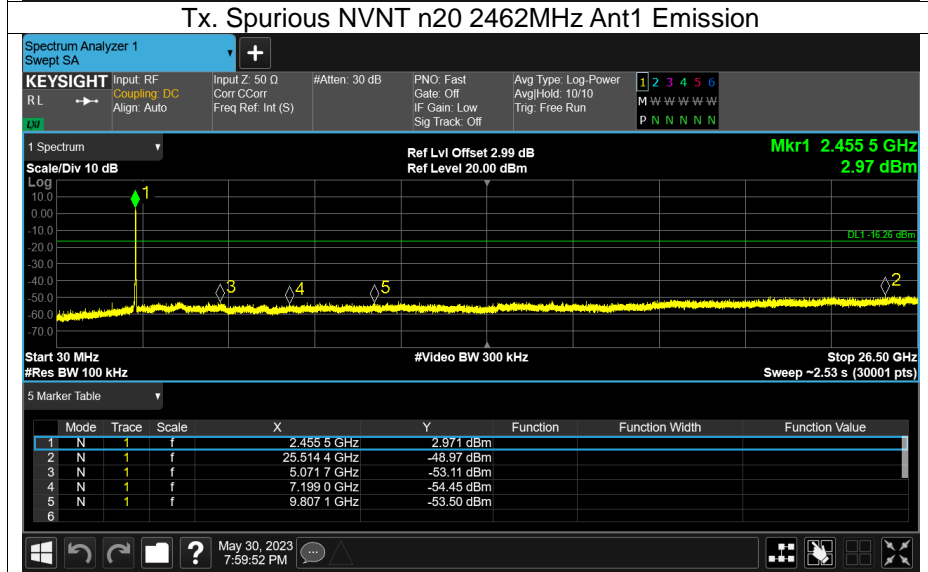 Tx. Spurious NVNT n20 2462MHz Ant1 Emission
Spectrum Analyzer 1
Swept SA
+
KEYSIGHT Input: RF Input Z: 50 Ω #Atten: 30 dB PNO: Fast Avg Type: Log-Power 1 2 3 4 5 6
RL Coupling: DC Corr CCorr Gate: Off Avg|Hold: 10/10 M W W W W W
Align: Auto Freq Ref: Int (S) IF Gain: Low Trig: Free Run
LXI Sig Track: Off P N N N N N
1 Spectrum Ref Lvl Offset 2.99 dB Mkr1 2.455 5 GHz
Scale/Div 10 dB Ref Level 20.00 dBm 2.97 dBm
Log
10.0 1
0.00
-10.0 DL1 -16.26 dBm
-20.0
-30.0
-40.0 2
3 4 5
-50.0
-60.0
-70.0
Start 30 MHz #Video BW 300 kHz Stop 26.50 GHz
#Res BW 100 kHz Sweep ~2.53 s (30001 pts)
5 Marker Table
Mode Trace Scale X Y Function Function Width Function Value
1 N 1 f 2.455 5 GHz 2.971 dBm
2 N 1 f 25.514 4 GHz -48.97 dBm
3 N 1 f 5.071 7 GHz -53.11 dBm
4 N 1 f 7.199 0 GHz -54.45 dBm
5 N 1 f 9.807 1 GHz -53.50 dBm
6
? May 30, 2023
7:59:52 PM